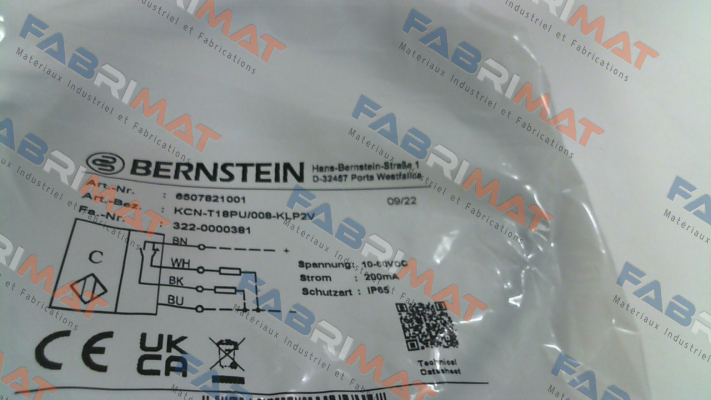 BERNSTEIN
Hans-Bernstein-Straße 1
D-32457 Porta Westfalica
09/22
Art.-Nr. : 6507821001
Art.-Bez. : KCN-T18PU/008-KLP2V
Fa.-Nr. : 322-0000381
C
BN
WH
BK
BU
+
-
Spannung: 10-60VDC
Strom : 200mA
Schutzart : IP65
CE
UK
CA
Technical
Datasheet
FABRIMAT
Matériaux Industriel et Fabrications